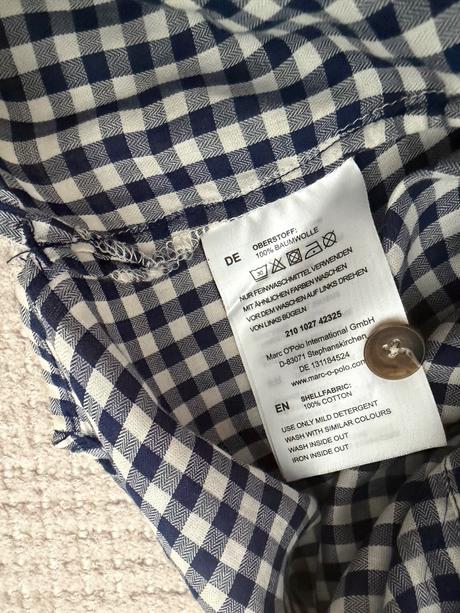 DE OBERSTOFF:
100% BAUMWOLLE
30
NUR FEINWASCHMITTEL VERWENDEN
MIT ÄHNLICHEN FARBEN WASCHEN
VOR DEM WASCHEN AUF LINKS DREHEN
VON LINKS BÜGELN
210 1027 42325
Marc O'Polo International GmbH
D-83071 Stephanskirchen
DE 131184524
www.marc-o-polo.
EN SHELLFABRIC:
100% COTTON
USE ONLY MILD DETERGENT
WASH WITH SIMILAR COLOURS
WASH INSIDE OUT
IRON INSIDE OUT